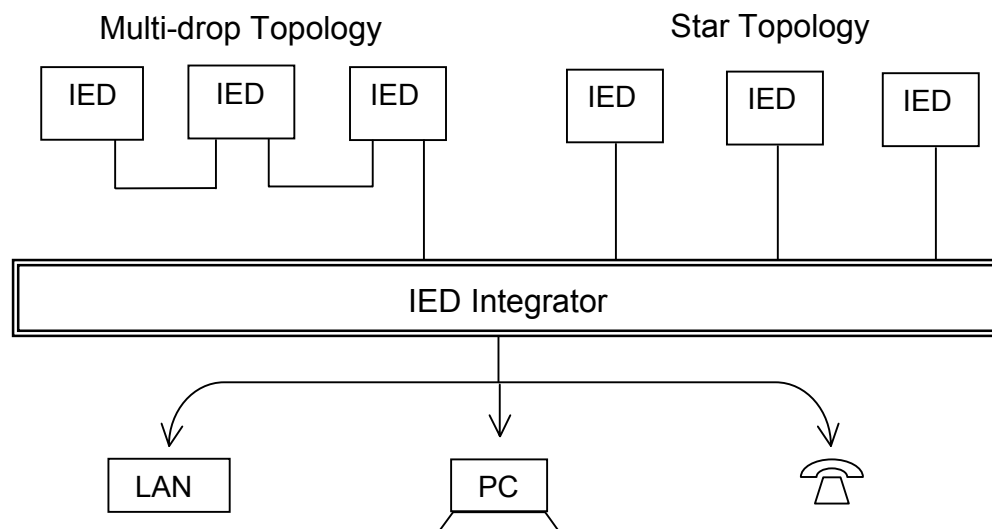 Multi-drop Topology
Star Topology
IED
IED
IED
IED
IED
IED
IED Integrator
LAN
PC